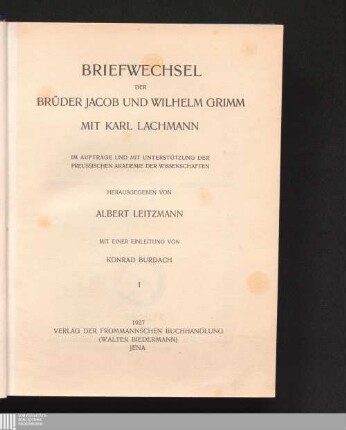 BRIEFWECHSEL
DER
BRÜDER JACOB UND WILHELM GRIMM
MIT KARL LACHMANN
IM AUFTRAGE UND MIT UNTERSTÜTZUNG DER
PREUSSISCHEN AKADEMIE DER WISSENSCHAFTEN
HERAUSGEGEBEN VON
ALBERT LEITZMANN
MIT EINER EINLEITUNG VON
KONRAD BURDACH
I
1927
VERLAG DER FROMMANNSCHEN BUCHHANDLUNG
(WALTER BIEDERMANN)
JENA